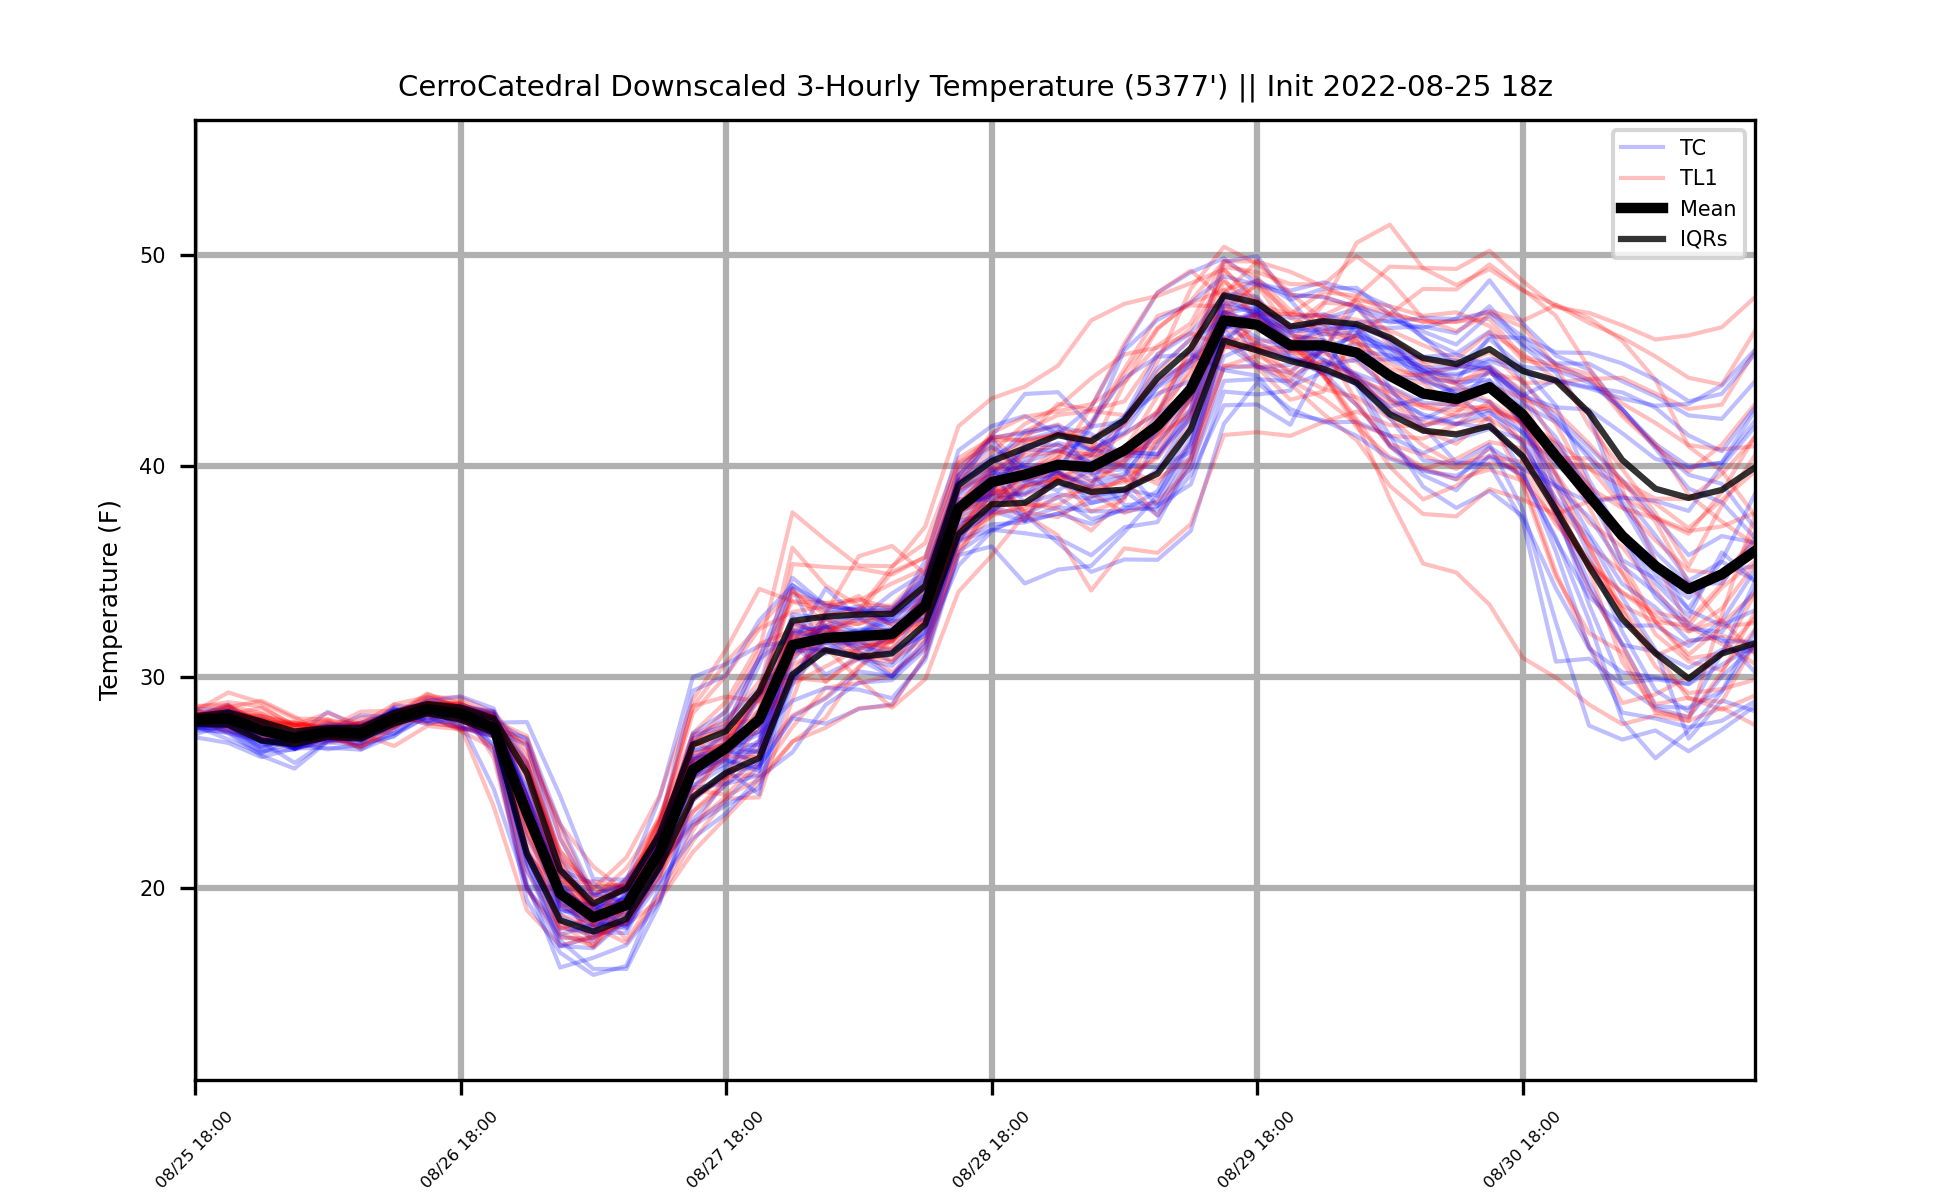 CerroCatedral Downscaled 3-Hourly Temperature (5377') || Init 2022-08-25 18z
TC
TL1
Mean
IQRs
Temperature (F)
50
40
30
20
08/25 18:00
08/26 18:00
08/27 18:00
08/28 18:00
08/29 18:00
08/30 18:00